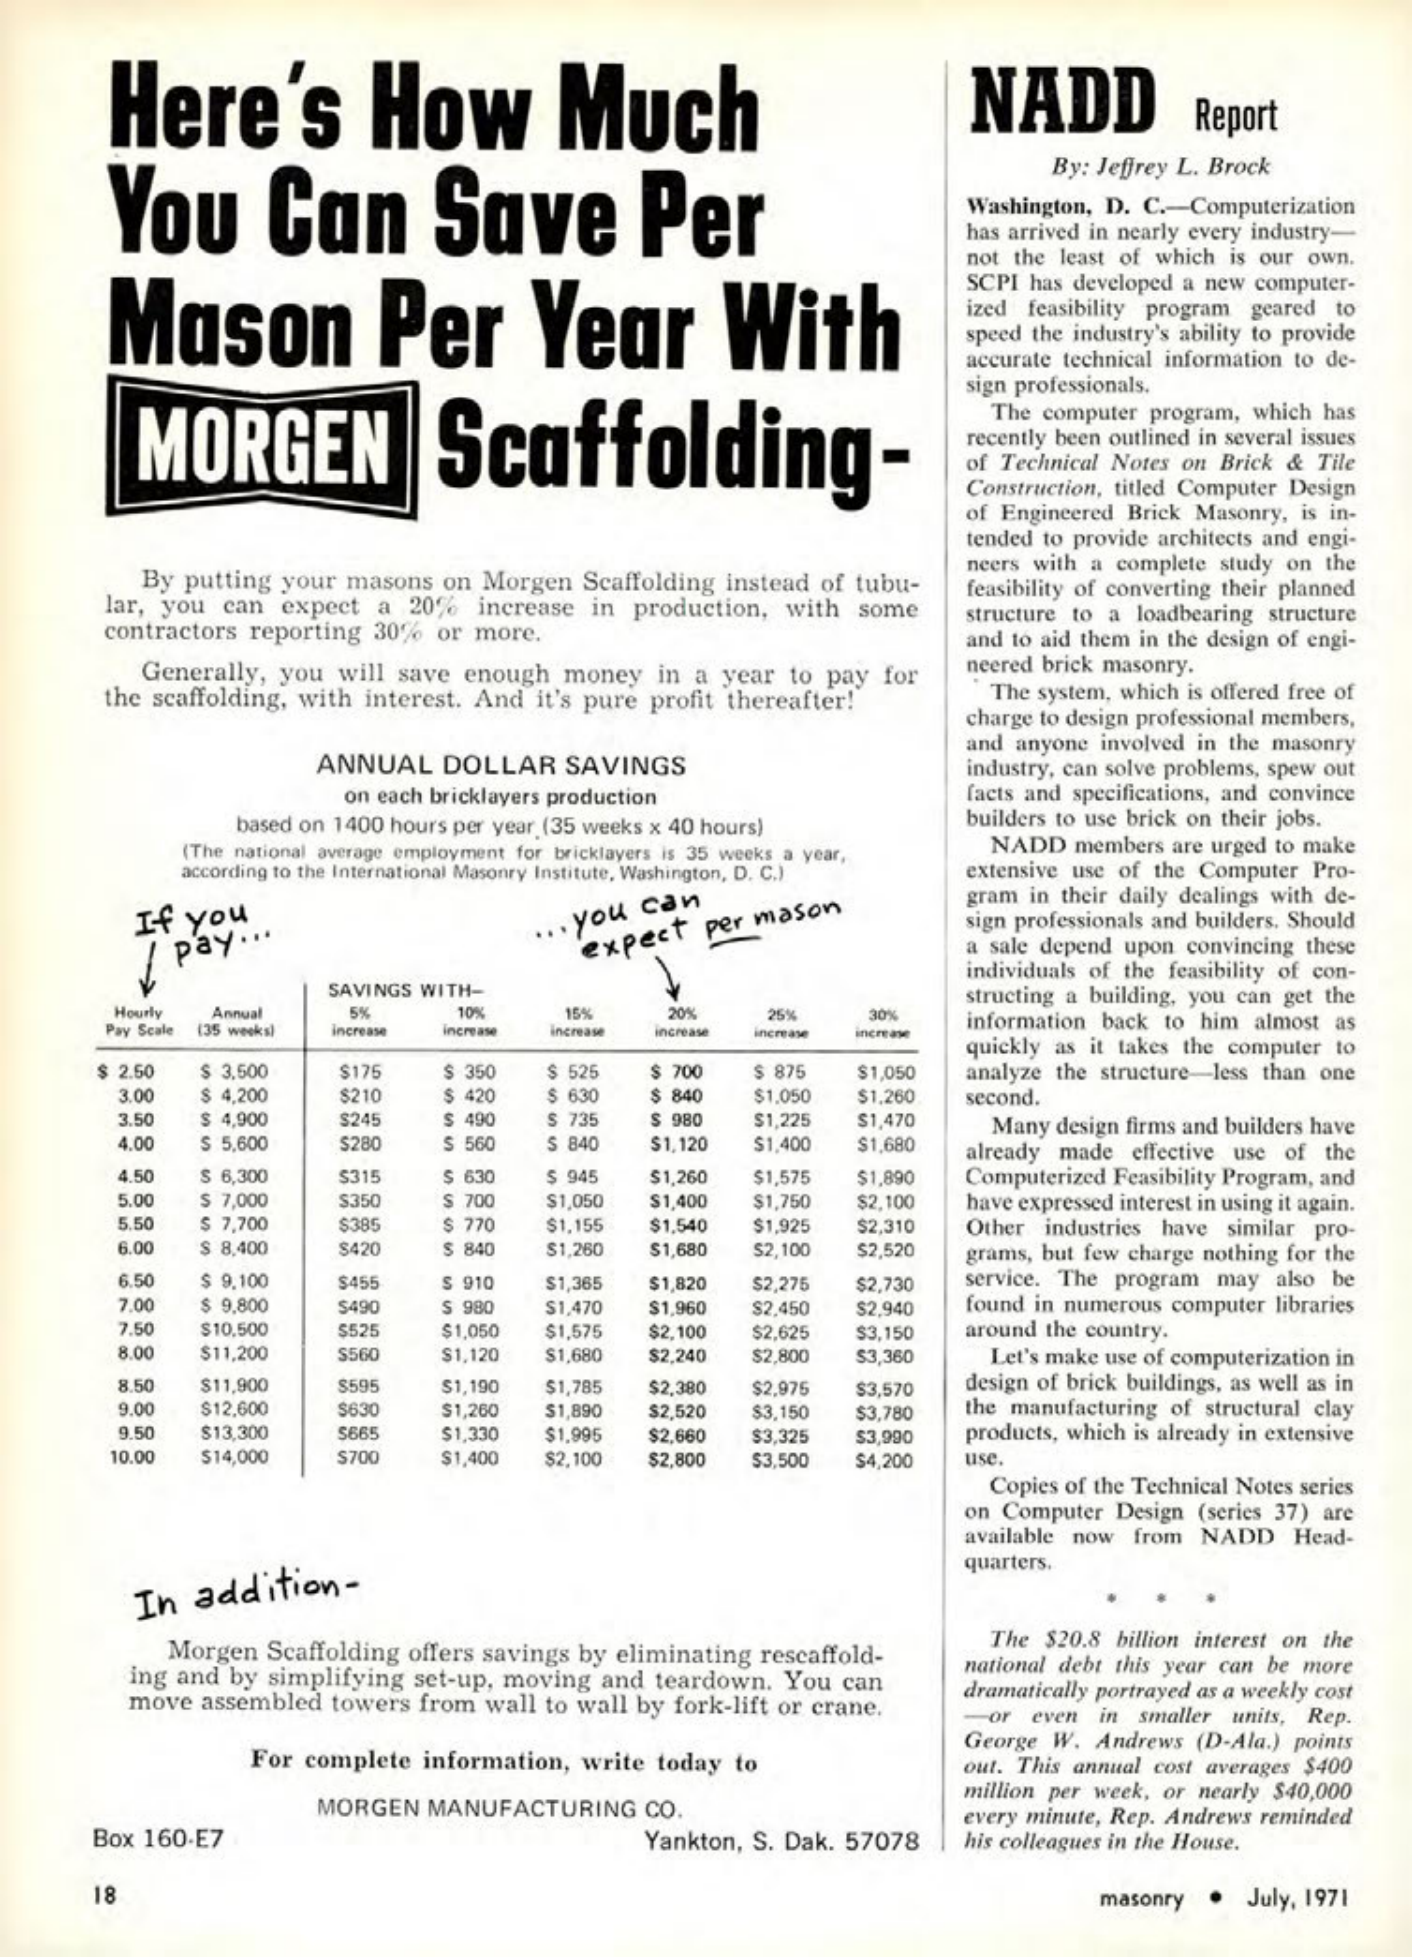 Here's How Much
You Can Save Per
Mason Per Year With
MORGEN Scaffolding-
By putting your masons on Morgen Scaffolding instead of tubu-
lar, you can expect a 20% increase in production, with some
contractors reporting 30% or more.
Generally, you will save enough money in a year to pay for
the scaffolding, with interest. And it's pure profit thereafter!
ANNUAL DOLLAR SAVINGS
on each bricklayers production
based on 1400 hours per year (35 weeks x 40 hours)
(The national average employment for bricklayers is 35 weeks a year,
according to the International Masonry Institute, Washington, D. C.)
If you
pay...
...you can
expect per mason
SAVINGS WITH—
Hourly Annual 5% 10% 15% 20% 25% 30%
Pay Scale (35 weeks) increase increase increase increase increase increase
$ 2.50 $ 3,500 $175 $ 350 $ 525 $ 700 $ 875 $1,050
3.00 $ 4,200 $210 $ 420 $ 630 $ 840 $1,050 $1,260
3.50 $ 4,900 $245 $ 490 $ 735 $ 980 $1,225 $1,470
4.00 $ 5,600 $280 $ 560 $ 840 $1,120 $1,400 $1,680
4.50 $ 6,300 $315 $ 630 $ 945 $1,260 $1,575 $1,890
5.00 $ 7,000 $350 $ 700 $1,050 $1,400 $1,750 $2,100
5.50 $ 7,700 $385 $ 770 $1,155 $1,540 $1,925 $2,310
6.00 $ 8,400 $420 $ 840 $1,260 $1,680 $2,100 $2,520
6.50 $ 9,100 $455 $ 910 $1,365 $1,820 $2,275 $2,730
7.00 $ 9,800 $490 $ 980 $1,470 $1,960 $2,450 $2,940
7.50 $10,500 $525 $1,050 $1,575 $2,100 $2,625 $3,150
8.00 $11,200 $560 $1,120 $1,680 $2,240 $2,800 $3,360
8.50 $11,900 $595 $1,190 $1,785 $2,380 $2,975 $3,570
9.00 $12,600 $630 $1,260 $1,890 $2,520 $3,150 $3,780
9.50 $13,300 $665 $1,330 $1,995 $2,660 $3,325 $3,990
10.00 $14,000 $700 $1,400 $2,100 $2,800 $3,500 $4,200
In addition-
Morgen Scaffolding offers savings by eliminating rescaffold-
ing and by simplifying set-up, moving and teardown. You can
move assembled towers from wall to wall by fork-lift or crane.
For complete information, write today to
MORGEN MANUFACTURING CO.
Box 160-E7 Yankton, S. Dak. 57078
NADD Report
By: Jeffrey L. Brock
Washington, D. C.—Computerization
has arrived in nearly every industry—
not the least of which is our own.
SCPI has developed a new computer-
ized feasibility program geared to
speed the industry's ability to provide
accurate technical information to de-
sign professionals.
The computer program, which has
recently been outlined in several issues
of Technical Notes on Brick & Tile
Construction, titled Computer Design
of Engineered Brick Masonry, is in-
tended to provide architects and engi-
neers with a complete study on the
feasibility of converting their planned
structure to a loadbearing structure
and to aid them in the design of engi-
neered brick masonry.
The system, which is offered free of
charge to design professional members,
and anyone involved in the masonry
industry, can solve problems, spew out
facts and specifications, and convince
builders to use brick on their jobs.
NADD members are urged to make
extensive use of the Computer Pro-
gram in their daily dealings with de-
sign professionals and builders. Should
a sale depend upon convincing these
individuals of the feasibility of con-
structing a building, you can get the
information back to him almost as
quickly as it takes the computer to
analyze the structure—less than one
second.
Many design firms and builders have
already made effective use of the
Computerized Feasibility Program, and
have expressed interest in using it again.
Other industries have similar pro-
grams, but few charge nothing for the
service. The program may also be
found in numerous computer libraries
around the country.
Let's make use of computerization in
design of brick buildings, as well as in
the manufacturing of structural clay
products, which is already in extensive
use.
Copies of the Technical Notes series
on Computer Design (series 37) are
available now from NADD Head-
quarters.
* * *
The $20.8 billion interest on the
national debt this year can be more
dramatically portrayed as a weekly cost
—or even in smaller units, Rep.
George W. Andrews (D-Ala.) points
out. This annual cost averages $400
million per week, or nearly $40,000
every minute, Rep. Andrews reminded
his colleagues in the House.
18 masonry • July, 1971